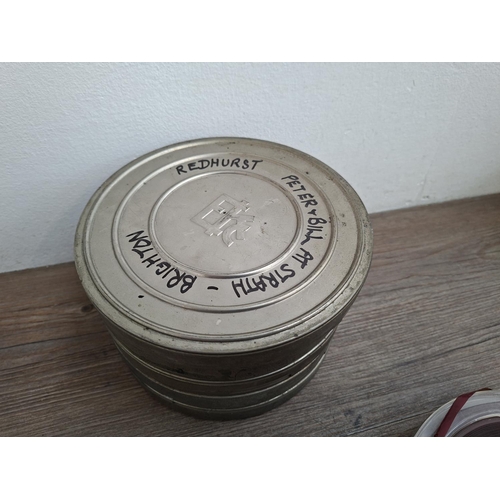 REDHURST
PETER & BILL AT STRATH - BRIGHTON